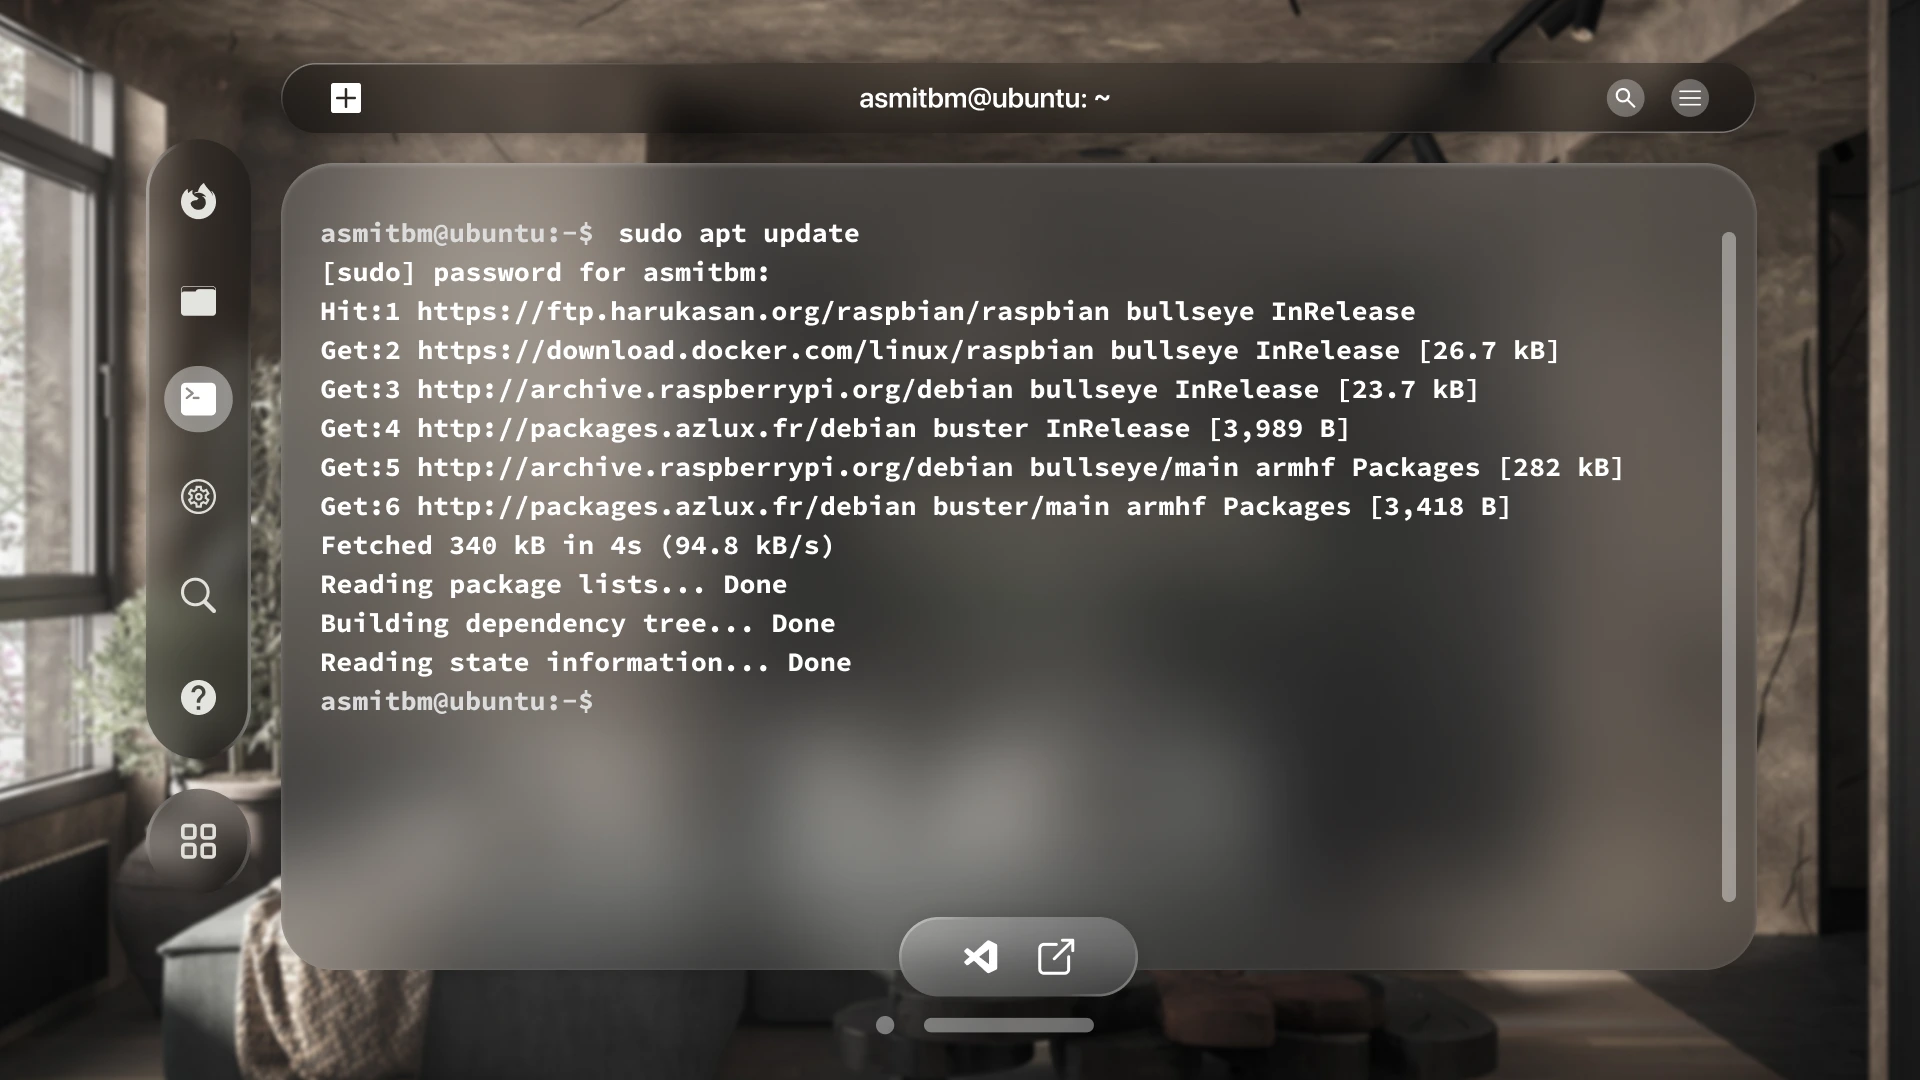 asmitbm@ubuntu: ~
asmitbm@ubuntu:~$ sudo apt update
[sudo] password for asmitbm:
Hit:1 https://ftp.harukasan.org/raspbian/raspbian bullseye InRelease
Get:2 https://download.docker.com/linux/raspbian bullseye InRelease [26.7 kB]
Get:3 http://archive.raspberrypi.org/debian bullseye InRelease [23.7 kB]
Get:4 http://packages.azlux.fr/debian buster InRelease [3,989 B]
Get:5 http://archive.raspberrypi.org/debian bullseye/main armhf Packages [282 kB]
Get:6 http://packages.azlux.fr/debian buster/main armhf Packages [3,418 B]
Fetched 340 kB in 4s (94.8 kB/s)
Reading package lists... Done
Building dependency tree... Done
Reading state information... Done
asmitbm@ubuntu:~$